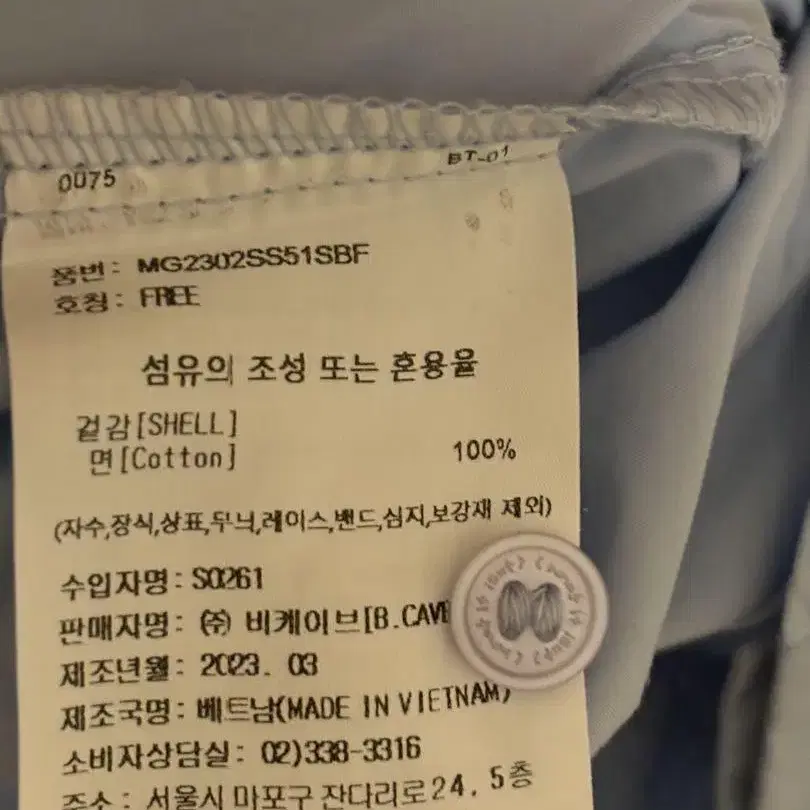 0075 BT-01
품번: MG2302SS51SBF
호칭: FREE
섬유의 조성 또는 혼용율
겉감[SHELL]
면[Cotton] 100%
(자수,장식,상표,무늬,레이스,밴드,심지,보강재 제외)
수입자명: SO261
판매자명: ㈜ 비케이브[B.CAVE
제조년월: 2023. 03
제조국명: 베트남(MADE IN VIETNAM)
소비자상담실: 02)338-3316
주소: 서울시 마포구 잔다리로24, 5층